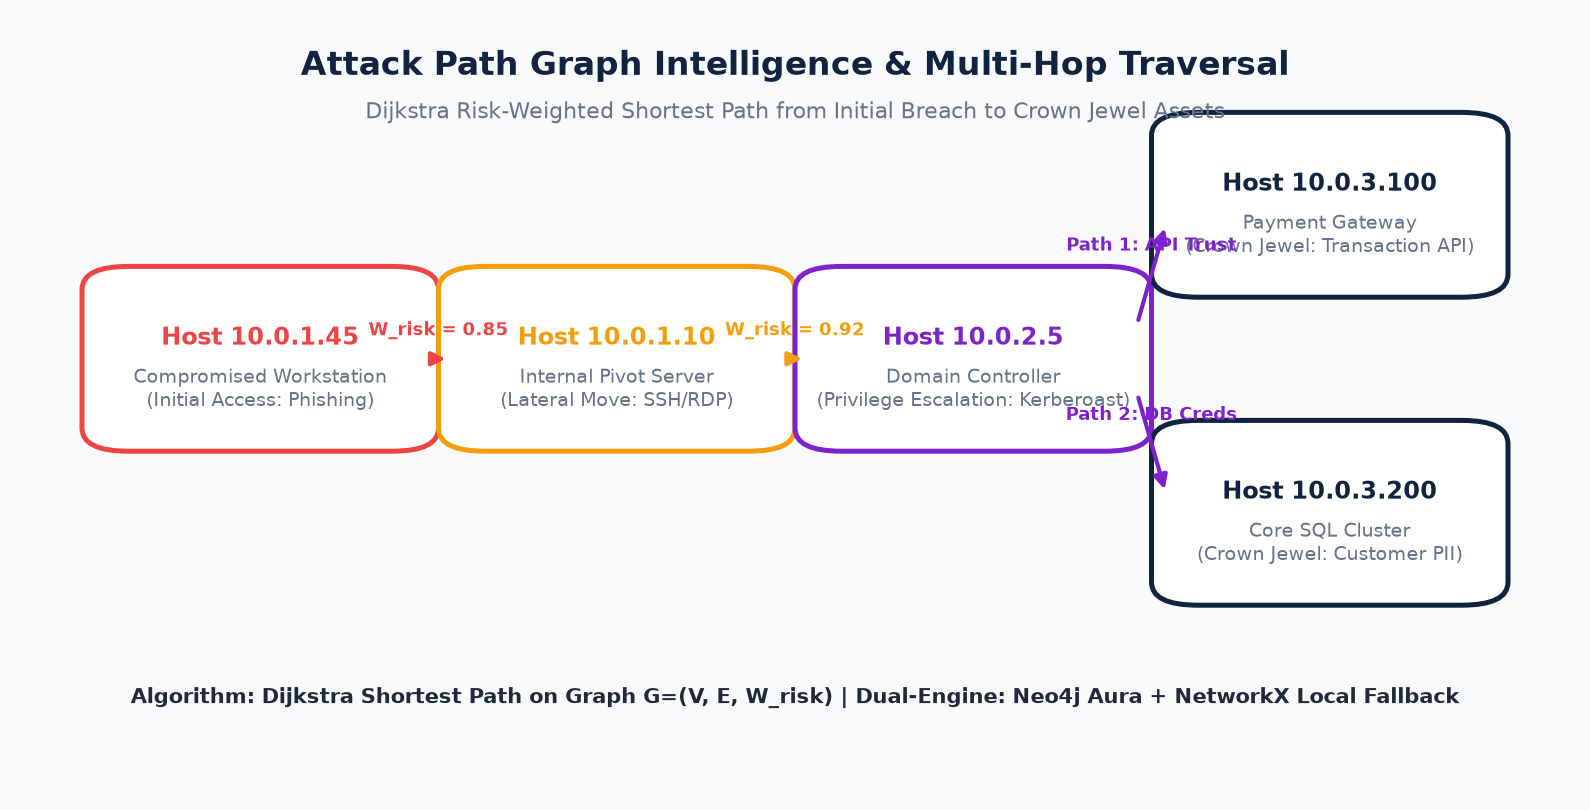 Attack Path Graph Intelligence & Multi-Hop Traversal
Dijkstra Risk-Weighted Shortest Path from Initial Breach to Crown Jewel Assets
Host 10.0.1.45
Compromised Workstation
(Initial Access: Phishing)
W_risk = 0.85
Host 10.0.1.10
Internal Pivot Server
(Lateral Move: SSH/RDP)
W_risk = 0.92
Host 10.0.2.5
Domain Controller
(Privilege Escalation: Kerberoast)
Path 1: API Trust
Host 10.0.3.100
Payment Gateway
(Crown Jewel: Transaction API)
Path 2: DB Creds
Host 10.0.3.200
Core SQL Cluster
(Crown Jewel: Customer PII)
Algorithm: Dijkstra Shortest Path on Graph G=(V, E, W_risk) | Dual-Engine: Neo4j Aura + NetworkX Local Fallback